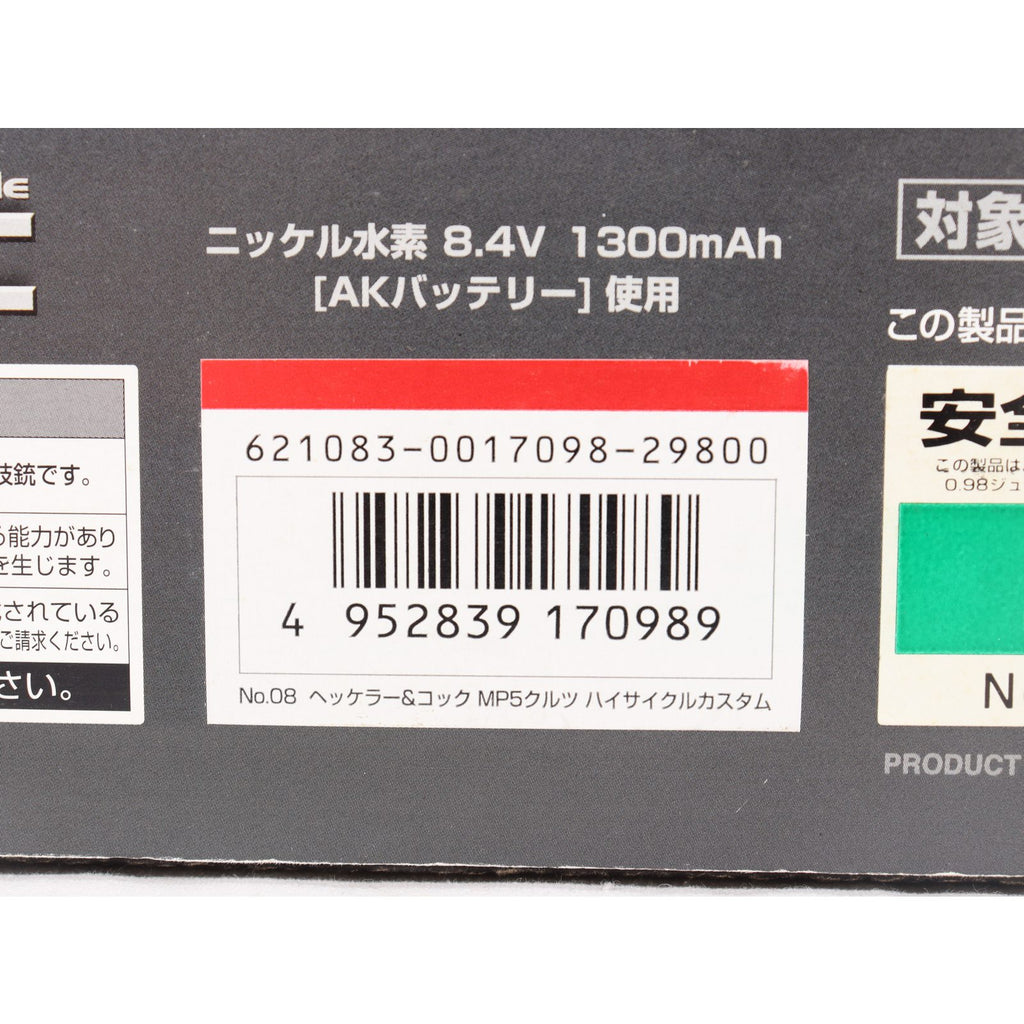 ニッケル水素 8.4V 1300mAh
[AKバッテリー] 使用
対象
この製品
技銃です。
る能力があり
を生じます。
されている
ご請求ください。
さい。
621083-0017098-29800
4 952839 170989
No.08 ヘッケラー&コック MP5クルツ ハイサイクルカスタム
安全
この製品は、
0.98ジュ
N
PRODUCT